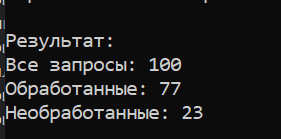 Результат:
Все запросы: 100
Обработанные: 77
Необработанные: 23